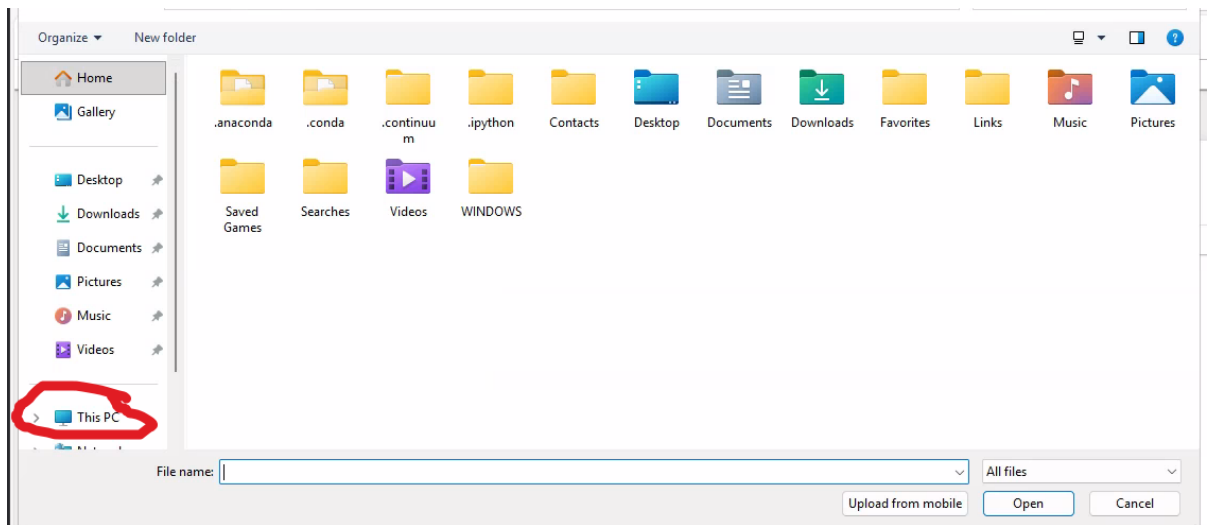 Organize New folder
Home
Gallery
Desktop
Downloads
Documents
Pictures
Music
Videos
This PC
.anaconda .conda .continuu .ipython Contacts Desktop Documents Downloads Favorites Links Music Pictures
m
Saved Searches Videos WINDOWS
Games
File name: All files
Upload from mobile Open Cancel